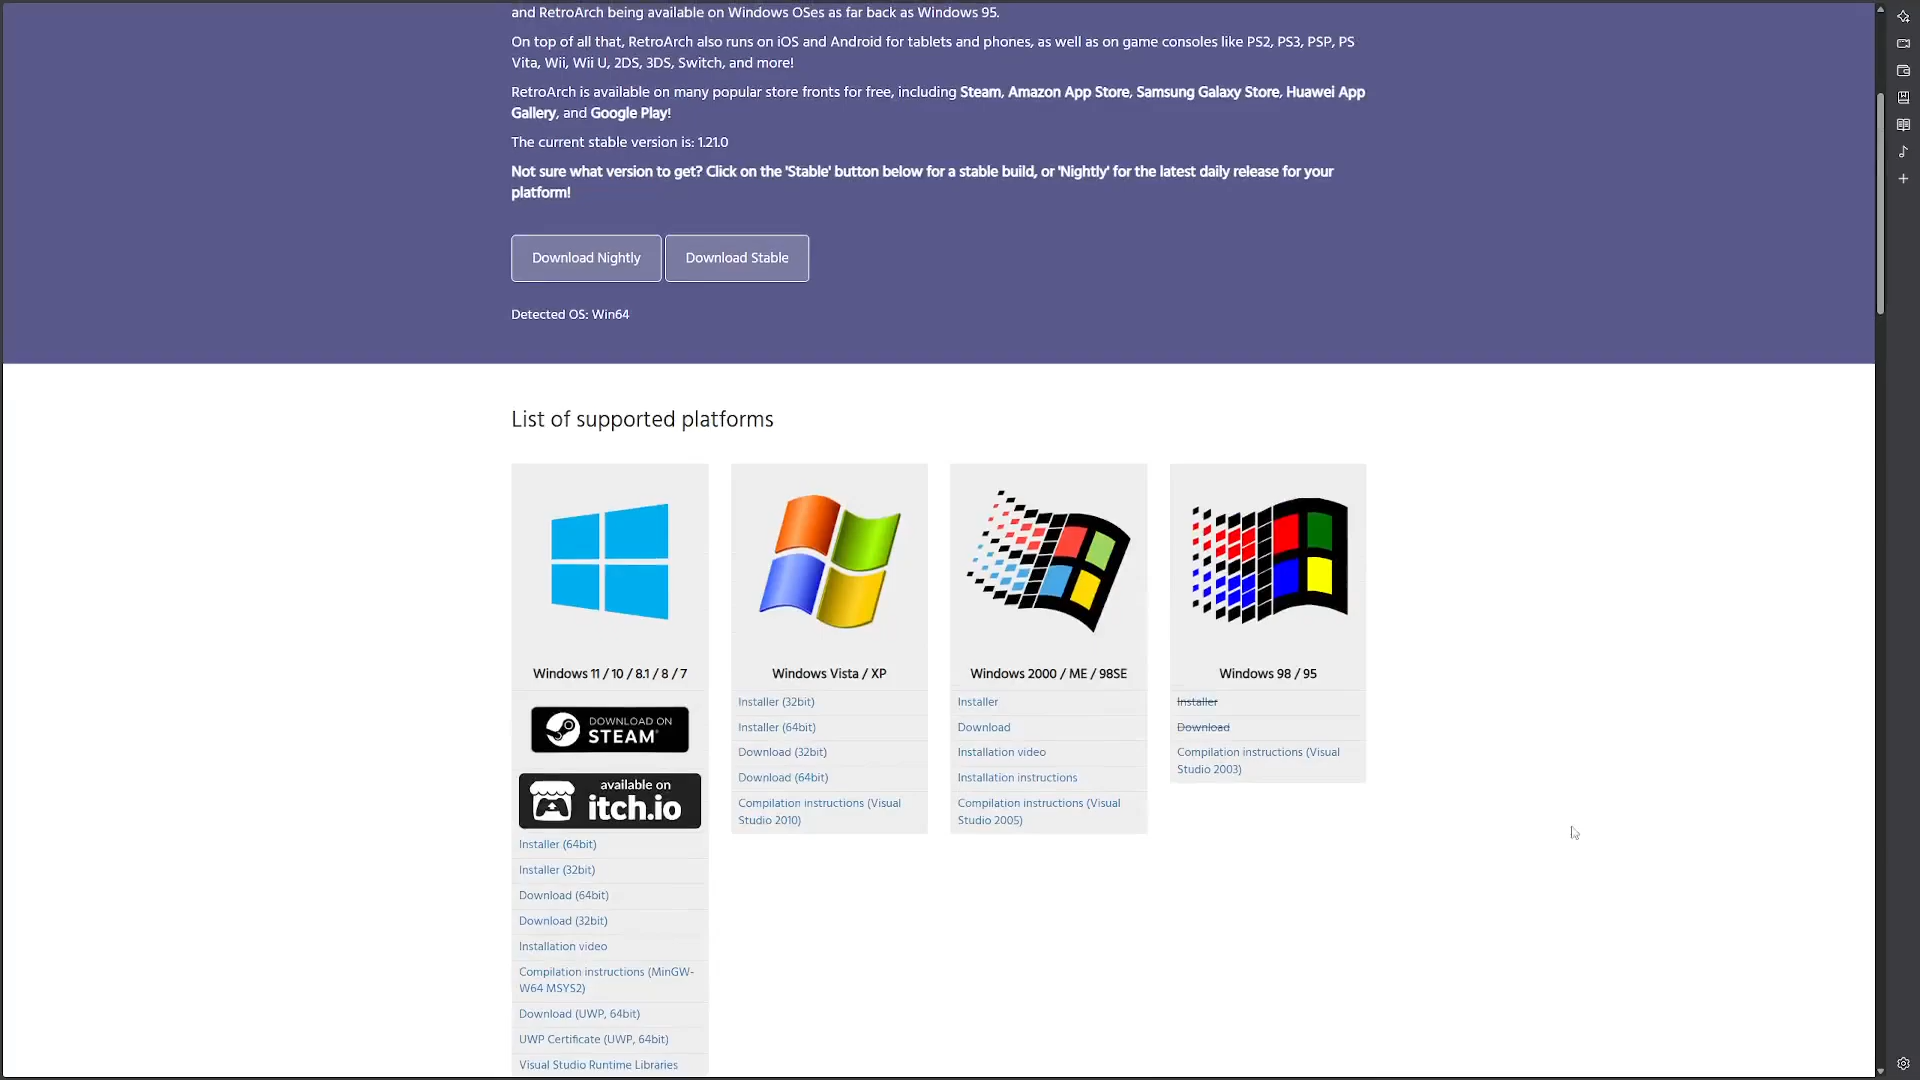 and RetroArch being available on Windows OSes as far back as Windows 95.
On top of all that, RetroArch also runs on iOS and Android for tablets and phones, as well as on game consoles like PS2, PS3, PSP, PS
Vita, Wii, Wii U, 2DS, 3DS, Switch, and more!
RetroArch is available on many popular store fronts for free, including Steam, Amazon App Store, Samsung Galaxy Store, Huawei App
Gallery, and Google Play!
The current stable version is: 1.21.0
Not sure what version to get? Click on the 'Stable' button below for a stable build, or 'Nightly' for the latest daily release for your
platform!
Download Nightly
Download Stable
Detected OS: Win64
List of supported platforms
Windows 11 / 10 / 8.1 / 8 / 7
DOWNLOAD ON
STEAM
available on
itch.io
Installer (64bit)
Installer (32bit)
Download (64bit)
Download (32bit)
Installation video
Compilation instructions (MinGW-
W64 MSYS2)
Download (UWP, 64bit)
UWP Certificate (UWP, 64bit)
Visual Studio Runtime Libraries
Windows Vista / XP
Installer (32bit)
Installer (64bit)
Download (32bit)
Download (64bit)
Compilation instructions (Visual
Studio 2010)
Windows 2000 / ME / 98SE
Installer
Download
Installation video
Installation instructions
Compilation instructions (Visual
Studio 2005)
Windows 98 / 95
Installer
Download
Compilation instructions (Visual
Studio 2003)